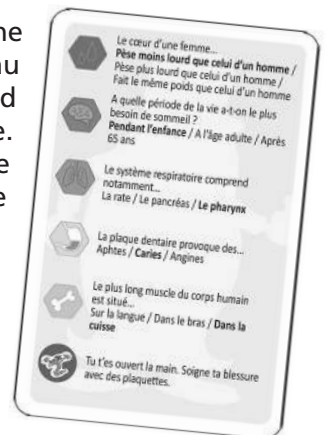 ne
au
d
e.
e
e
Le cœur d'une femme...
Pèse moins lourd que celui d'un homme /
Pèse plus lourd que celui d'un homme /
Fait le même poids que celui d'un homme
A quelle période de la vie a-t-on le plus
besoin de sommeil ?
Pendant l'enfance / A l'âge adulte / Après
65 ans
Le système respiratoire comprend
notamment...
La rate / Le pancréas / Le pharynx
La plaque dentaire provoque des...
Aphtes / Caries / Angines
Le plus long muscle du corps humain
est situé...
Sur la langue / Dans le bras / Dans la
cuisse
Tu t'es ouvert la main. Soigne ta blessure
avec des plaquettes.